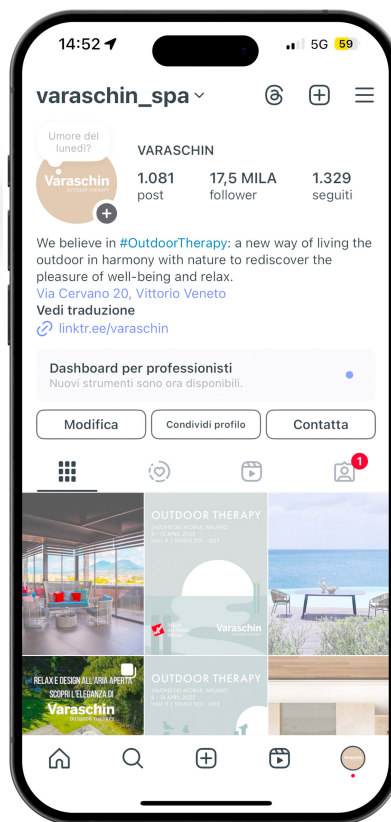 14:52
5G 59
varaschin_spa
Umore del
lunedì?
Varaschin
OUTDOOR THERAPY
VARASCHIN
1.081 17,5 MILA 1.329
post follower seguiti
We believe in #OutdoorTherapy: a new way of living the
outdoor in harmony with nature to rediscover the
pleasure of well-being and relax.
Via Cervano 20, Vittorio Veneto
Vedi traduzione
linktr.ee/varaschin
Dashboard per professionisti
Nuovi strumenti sono ora disponibili.
Modifica Condividi profilo Contatta
1
OUTDOOR THERAPY
Varaschin
RELAX E DESIGN ALL'ARIA APERTA
SCOPRI L'ELEGANZA DI
Varaschin
OUTDOOR THERAPY
OUTDOOR THERAPY